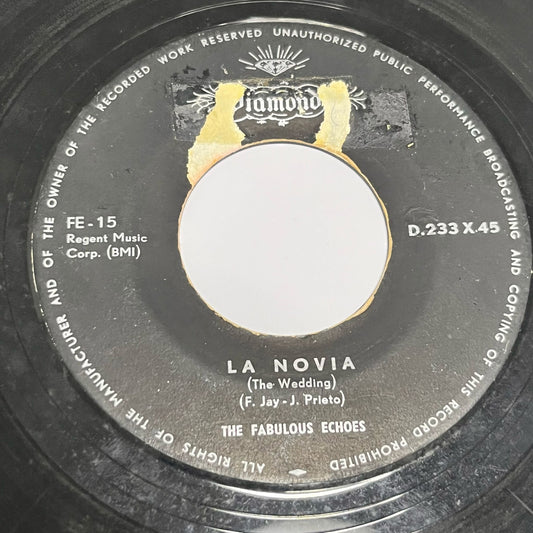 ALL RIGHTS OF THE MANUFACTURER AND OF THE OWNER OF THE RECORDED WORK RESERVED UNAUTHORIZED PUBLIC PERFORMANCE BROADCASTING AND COPYING OF THIS RECORD PROHIBITED
Diamond
FE-15
Regent Music
Corp. (BMI)
D.233 X.45
LA NOVIA
(The Wedding)
(F. Jay - J. Prieto)
THE FABULOUS ECHOES